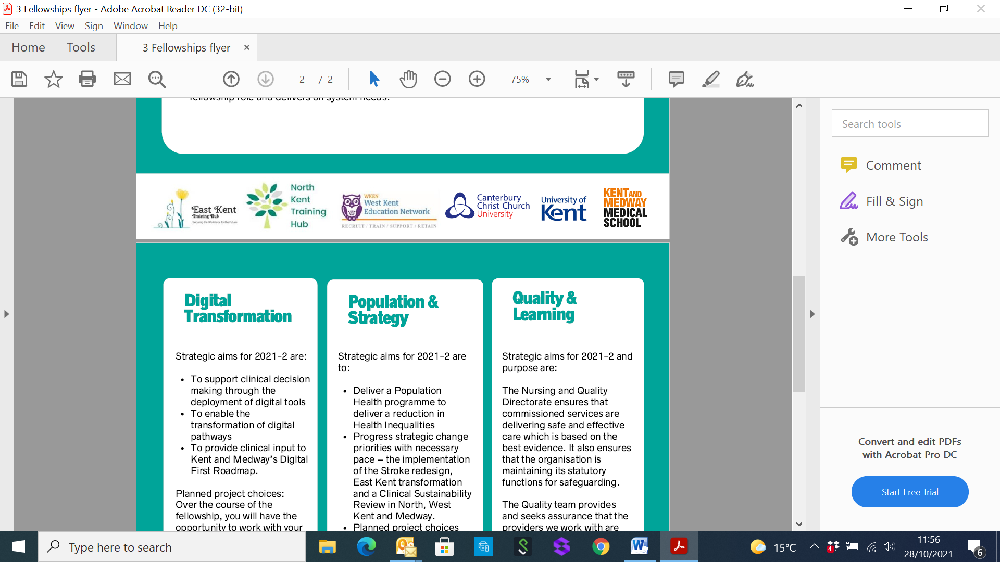 3 Fellowships flyer - Adobe Acrobat Reader DC (32-bit)
File Edit View Sign Window Help
Home Tools 3 Fellowships flyer ×
2 / 2 75%
fellowship role and delivers on system needs.
East Kent
Training Hub
Securing the Workforce for the Future
North
Kent
Training
Hub
WKEN
West Kent
Education Network
RECRUIT / TRAIN / SUPPORT / RETAIN
Canterbury
Christ Church
University
University of
Kent
KENT AND
MEDWAY
MEDICAL
SCHOOL
Digital
Transformation
Strategic aims for 2021-2 are:
• To support clinical decision
making through the
deployment of digital tools
• To enable the
transformation of digital
pathways
• To provide clinical input to
Kent and Medway's Digital
First Roadmap.
Planned project choices:
Over the course of the
fellowship, you will have the
opportunity to work with your
Population &
Strategy
Strategic aims for 2021-2 are
to:
• Deliver a Population
Health programme to
deliver a reduction in
Health Inequalities
• Progress strategic change
priorities with necessary
pace – the implementation
of the Stroke redesign,
East Kent transformation
and a Clinical Sustainability
Review in North, West
Kent and Medway.
• Planned project choices
Quality &
Learning
Strategic aims for 2021-2 and
purpose are:
The Nursing and Quality
Directorate ensures that
commissioned services are
delivering safe and effective
care which is based on the
best evidence. It also ensures
that the organisation is
maintaining its statutory
functions for safeguarding.
The Quality team provides
and seeks assurance that the
providers we work with are
Search tools
Comment
Fill & Sign
More Tools
Convert and edit PDFs
with Acrobat Pro DC
Start Free Trial
Type here to search
15°C
4
11:56
28/10/2021
6